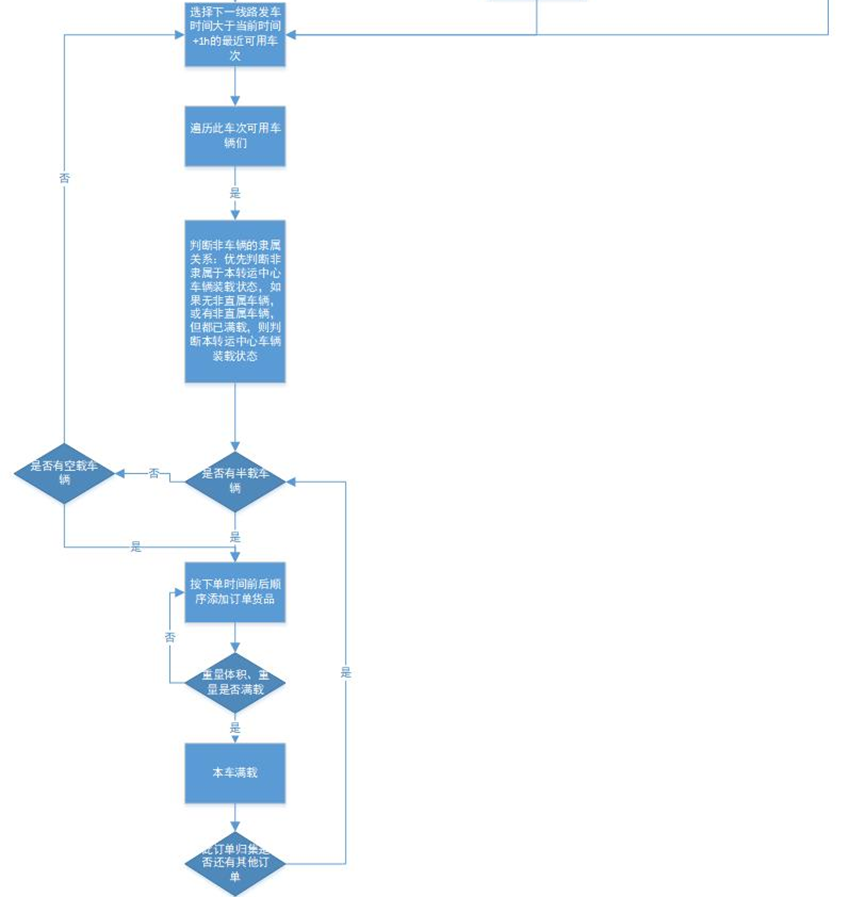 选择下一线路发车
时间大于当前时间
+1h的最近可用车
次
遍历此车次可用车
辆们
否
是
判断非车辆的隶属
关系：优先判断非
隶属于本转运中心
车辆装载状态，如
果无非直属车辆，
或有非直属车辆，
但都已满载，则判
断本转运中心车辆
装载状态
是否有空载车
辆
否
是否有半载车
辆
是
是
按下单时间前后顺
序添加订单货品
否
重量体积、重
量是否满载
是
是
本车满载
此订单归集是
否还有其他订
单